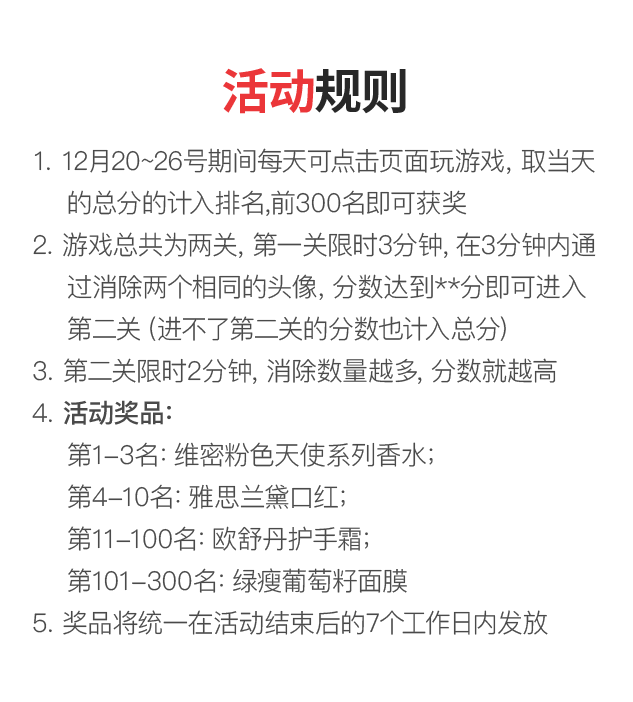 活动规则
1. 12月20~26号期间每天可点击页面玩游戏, 取当天
的总分的计入排名,前300名即可获奖
2. 游戏总共为两关, 第一关限时3分钟, 在3分钟内通
过消除两个相同的头像, 分数达到**分即可进入
第二关 (进不了第二关的分数也计入总分)
3. 第二关限时2分钟, 消除数量越多, 分数就越高
4. 活动奖品:
第1-3名: 维密粉色天使系列香水;
第4-10名: 雅思兰黛口红;
第11-100名: 欧舒丹护手霜;
第101-300名: 绿瘦葡萄籽面膜
5. 奖品将统一在活动结束后的7个工作日内发放